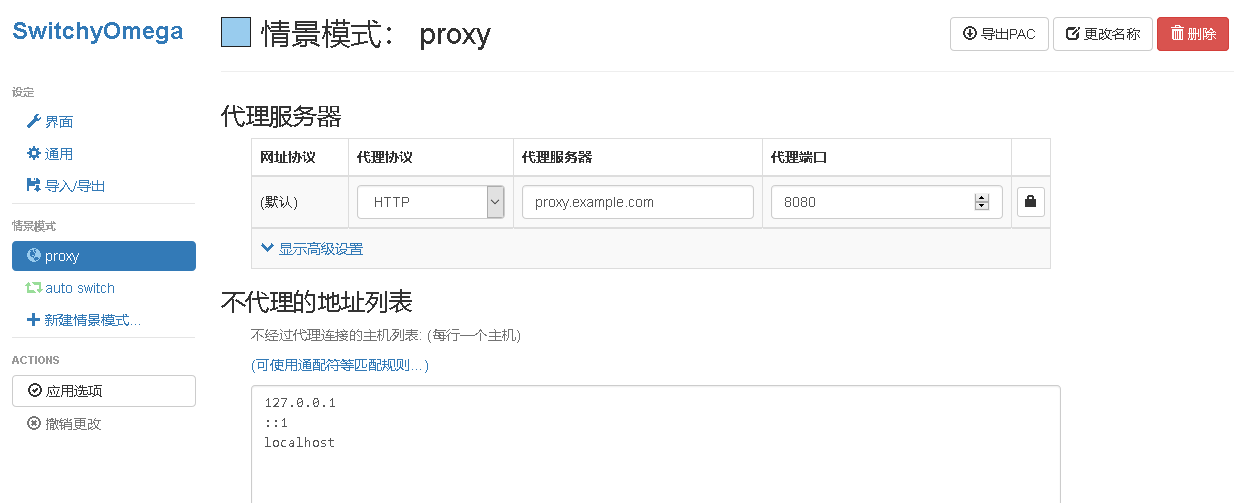 SwitchyOmega
设定
界面
通用
导入/导出
情景模式
proxy
auto switch
新建情景模式...
ACTIONS
应用选项
撤销更改
情景模式： proxy
导出PAC
更改名称
删除
代理服务器
网址协议 代理协议 代理服务器 代理端口
(默认) HTTP proxy.example.com 8080
显示高级设置
不代理的地址列表
不经过代理连接的主机列表: (每行一个主机)
(可使用通配符等匹配规则...)
127.0.0.1
::1
localhost